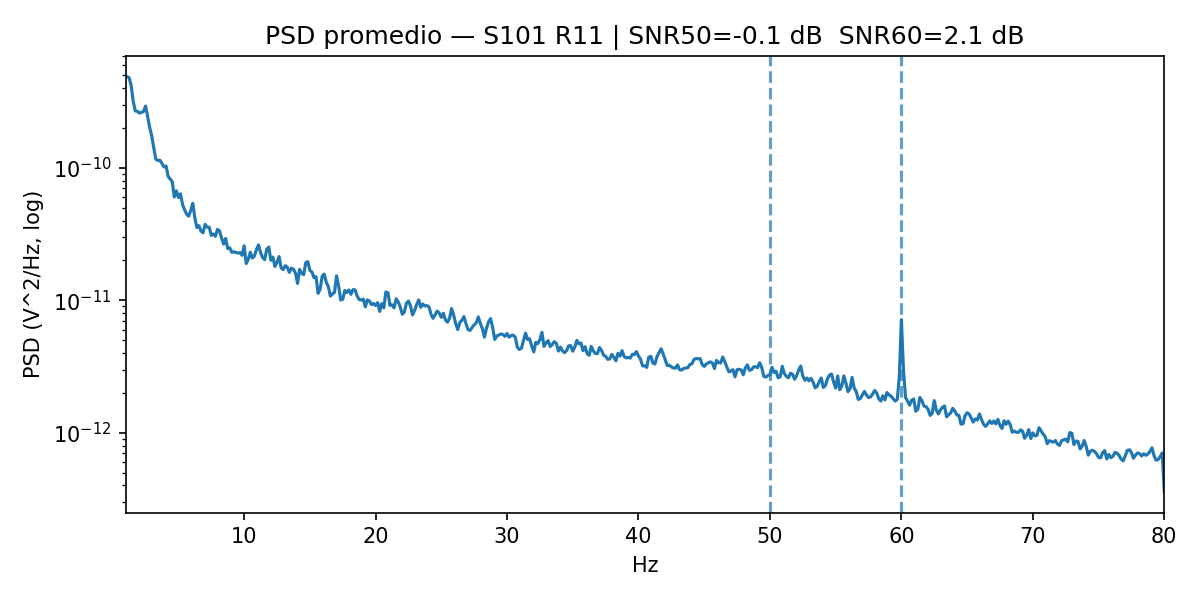 PSD promedio — S101 R11 | SNR50=-0.1 dB  SNR60=2.1 dB
PSD (V^2/Hz, log)
10⁻¹⁰
10⁻¹¹
10⁻¹²
10 20 30 40 50 60 70 80
Hz